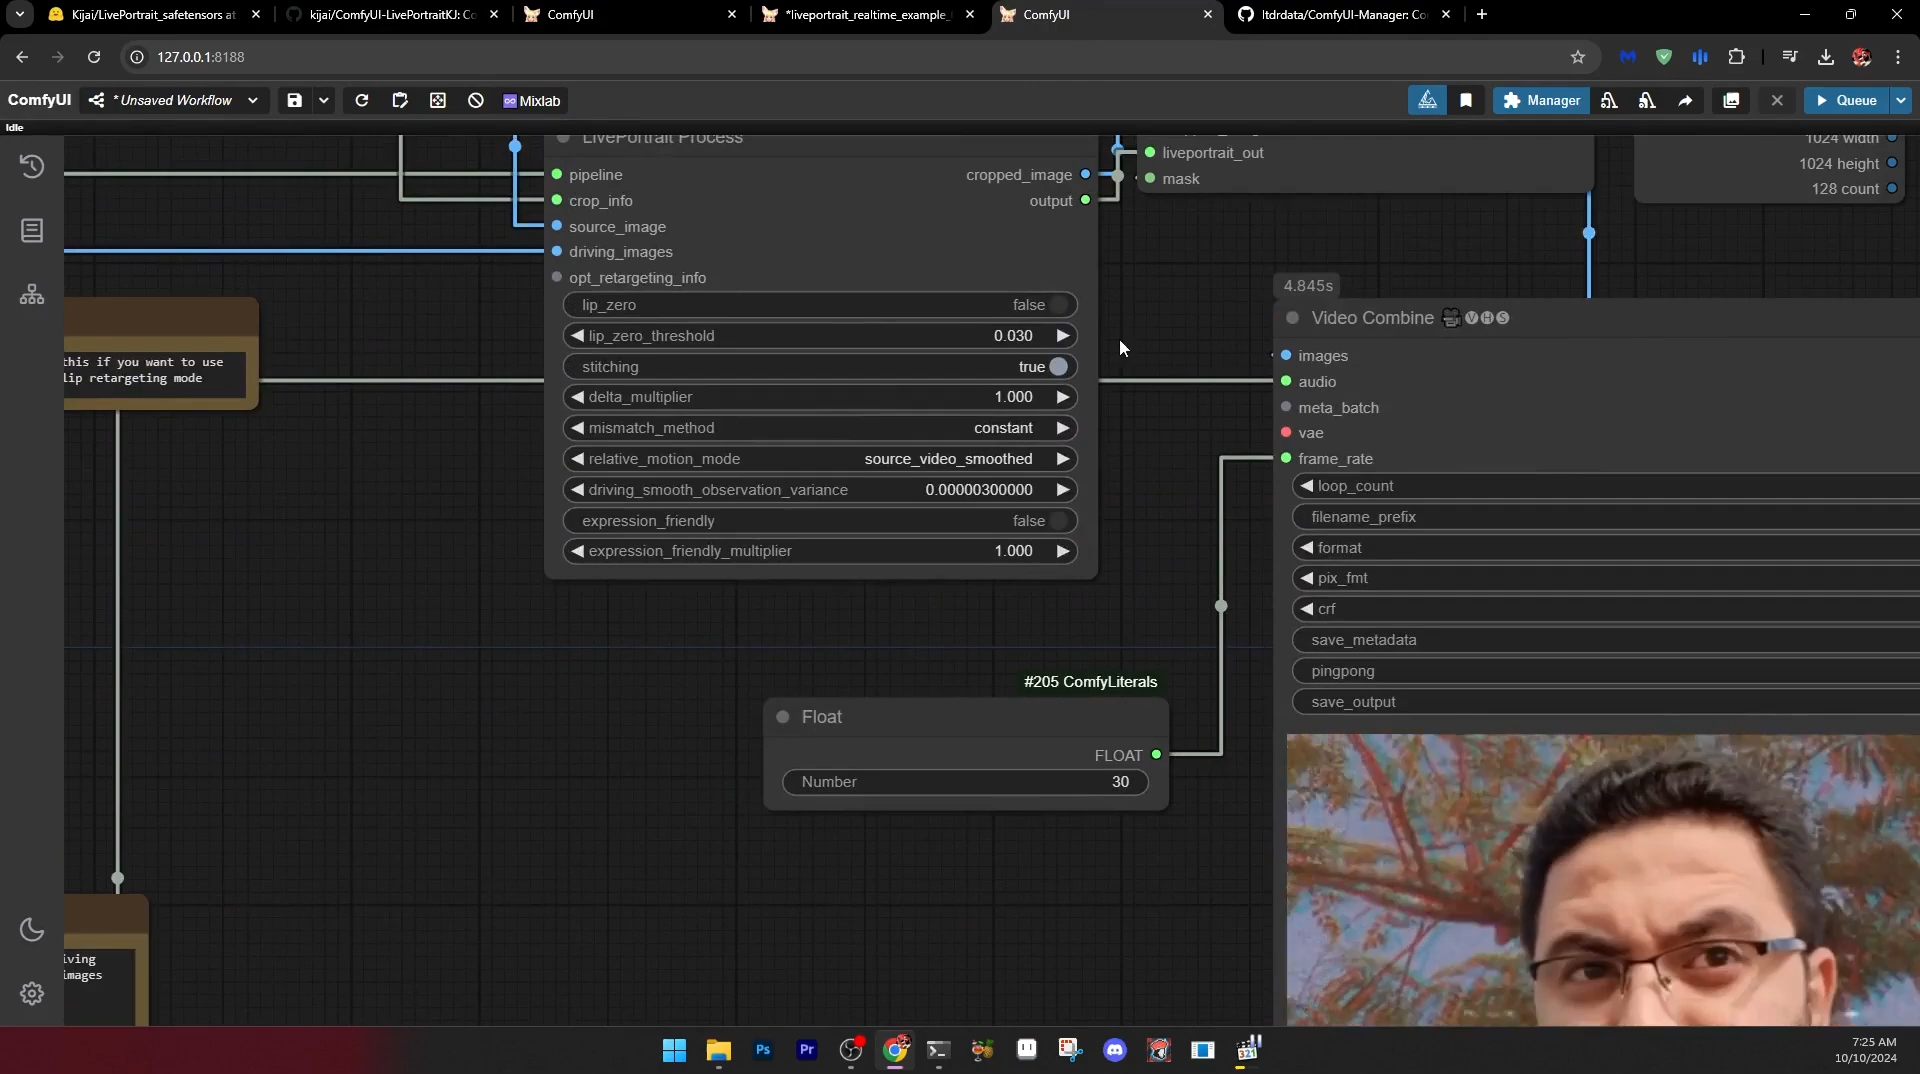 Kijai/LivePortrait_safetensors at
kijai/ComfyUI-LivePortraitKJ: Co
ComfyUI
*liveportrait_realtime_example_
ComfyUI
ltdrdata/ComfyUI-Manager: Co
127.0.0.1:8188
ComfyUI
* Unsaved Workflow
Mixlab
Manager
Queue
Idle
LivePortrait Process
pipeline
cropped_image
crop_info
output
source_image
driving_images
opt_retargeting_info
lip_zero false
lip_zero_threshold 0.030
stitching true
delta_multiplier 1.000
mismatch_method constant
relative_motion_mode source_video_smoothed
driving_smooth_observation_variance 0.00000300000
expression_friendly false
expression_friendly_multiplier 1.000
liveportrait_out
mask
1024 width
1024 height
128 count
this if you want to use
lip retargeting mode
4.845s
Video Combine 🎥🅥🅗🅢
images
audio
meta_batch
vae
frame_rate
loop_count
filename_prefix
format
pix_fmt
crf
save_metadata
pingpong
save_output
#205 ComfyLiterals
Float
FLOAT
Number 30
iving
images
Ps
Pr
321
7:25 AM
10/10/2024